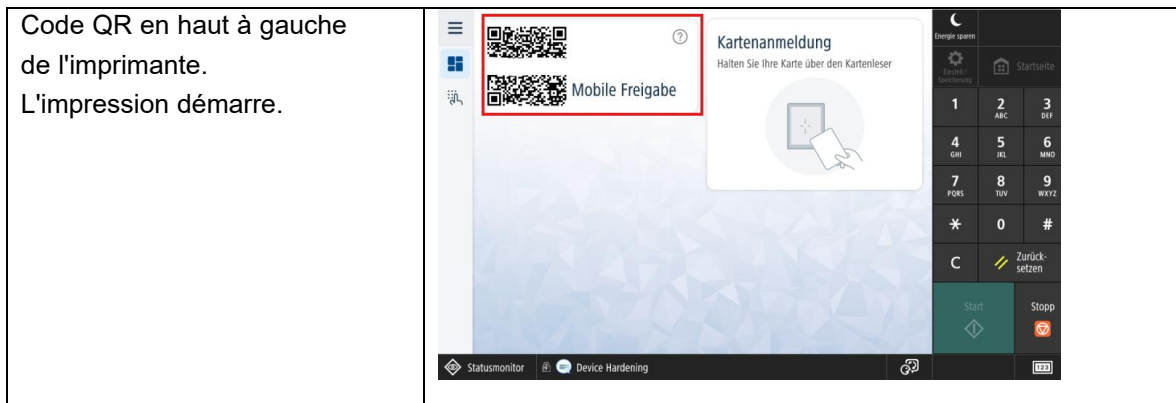 Code QR en haut à gauche
de l'imprimante.
L'impression démarre.
Mobile Freigabe
?
Kartenanmeldung
Halten Sie Ihre Karte über den Kartenleser
Energie sparen
Einstell./
Speicherung
Startseite
1
2
ABC
3
DEF
4
GHI
5
JKL
6
MNO
7
PQRS
8
TUV
9
WXYZ
*
0
#
C
Zurück-
setzen
Start
Stopp
Statusmonitor
Device Hardening
123